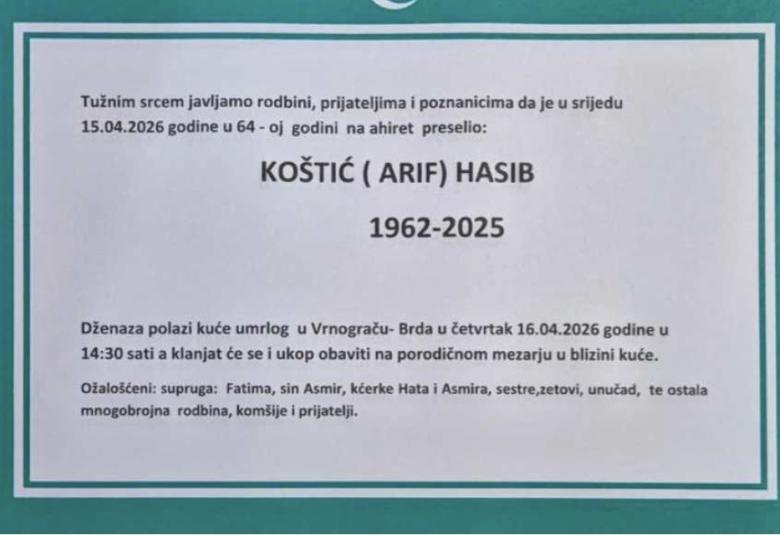 Tužnim srcem javljamo rodbini, prijateljima i poznanicima da je u srijedu
15.04.2026 godine u 64 - oj godini na ahiret preselio:
KOŠTIĆ ( ARIF) HASIB
1962-2025
Dženaza polazi kuće umrlog u Vrnograču- Brda u četvrtak 16.04.2026 godine u
14:30 sati a klanjat će se i ukop obaviti na porodičnom mezarju u blizini kuće.
Ožalošćeni: supruga: Fatima, sin Asmir, kćerke Hata i Asmira, sestre,zetovi, unučad, te ostala
mnogobrojna rodbina, komšije i prijatelji.